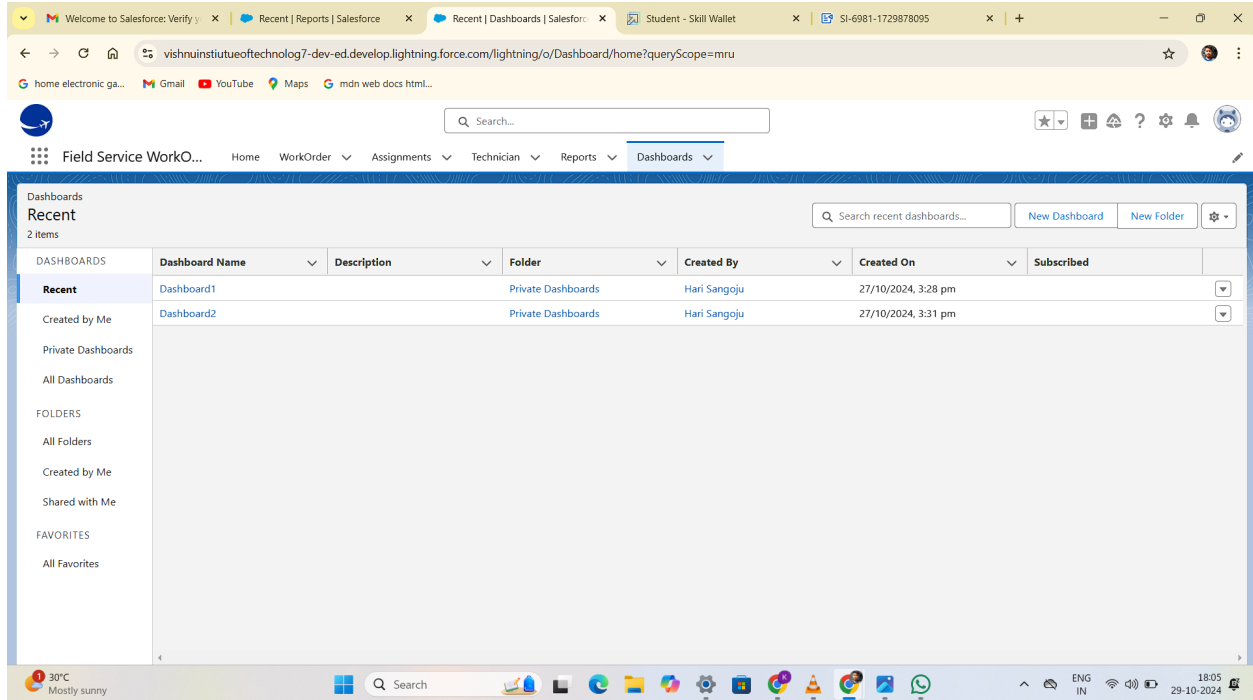 Welcome to Salesforce: Verify y
Recent | Reports | Salesforce
Recent | Dashboards | Salesforc
Student - Skill Wallet
SI-6981-1729878095
vishnuinstiutueoftechnolog7-dev-ed.develop.lightning.force.com/lightning/o/Dashboard/home?queryScope=mru
home electronic ga...
Gmail
YouTube
Maps
mdn web docs html...
Search...
Field Service WorkO...
Home
WorkOrder
Assignments
Technician
Reports
Dashboards
Dashboards
Recent
2 items
Search recent dashboards...
New Dashboard
New Folder
DASHBOARDS
Recent
Created by Me
Private Dashboards
All Dashboards
FOLDERS
All Folders
Created by Me
Shared with Me
FAVORITES
All Favorites
Dashboard Name Description Folder Created By Created On Subscribed
Dashboard1 Private Dashboards Hari Sangoju 27/10/2024, 3:28 pm
Dashboard2 Private Dashboards Hari Sangoju 27/10/2024, 3:31 pm
1
30°C
Mostly sunny
Search
K
ENG
IN
18:05
29-10-2024